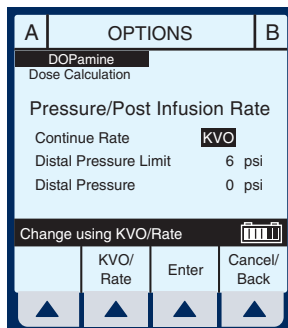 A OPTIONS B
DOPamine
Dose Calculation
Pressure/Post Infusion Rate
Continue Rate KVO
Distal Pressure Limit 6 psi
Distal Pressure 0 psi
Change using KVO/Rate
KVO/
Rate
Enter
Cancel/
Back